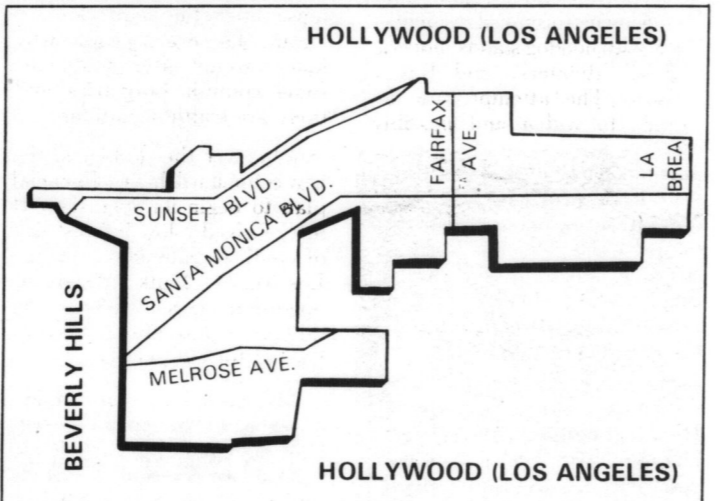 HOLLYWOOD (LOS ANGELES)
FAIRFAX
AVE.
LA
BREA
SUNSET BLVD.
SANTA MONICA BLVD.
MELROSE AVE.
BEVERLY HILLS
HOLLYWOOD (LOS ANGELES)